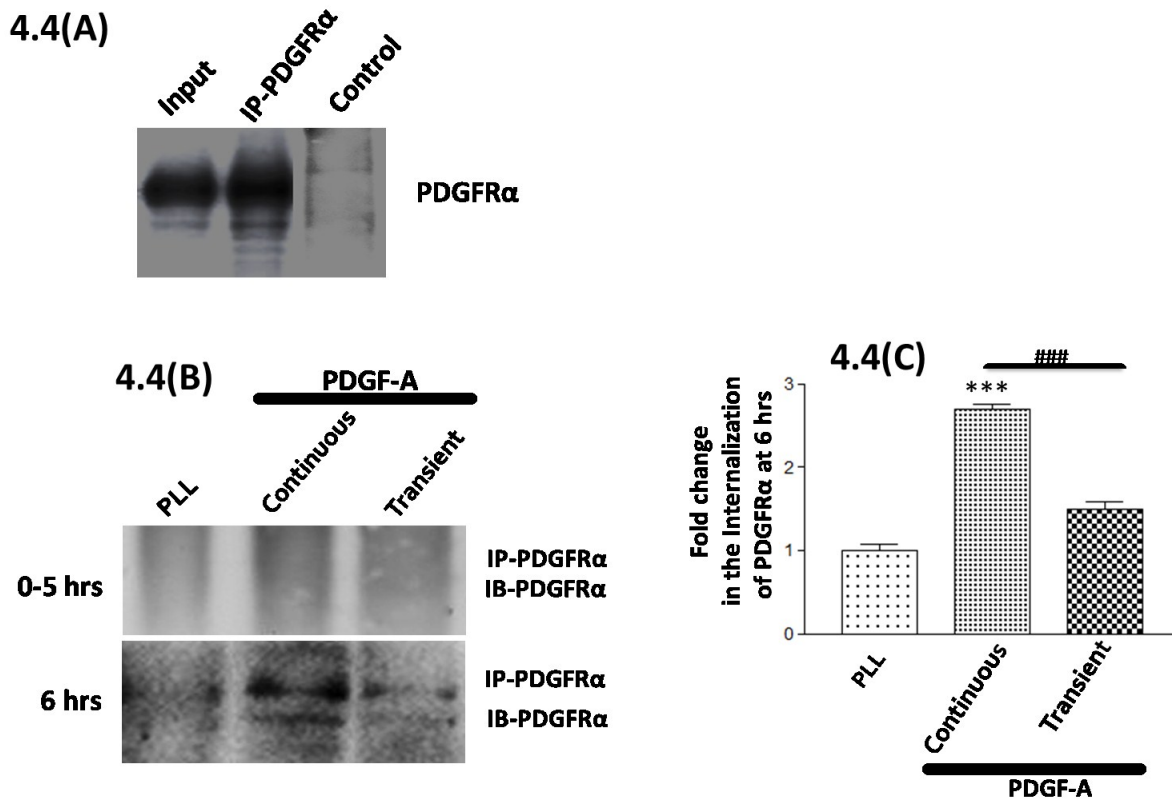 4.4(A)
Input
IP-PDGFRα
Control
PDGFRα
4.4(B)
PDGF-A
PLL
Continuous
Transient
0-5 hrs
IP-PDGFRα
IB-PDGFRα
6 hrs
IP-PDGFRα
IB-PDGFRα
4.4(C)
###
***
Fold change
in the Internalization
of PDGFRα at 6 hrs
3
2
1
0
PLL
Continuous
Transient
PDGF-A